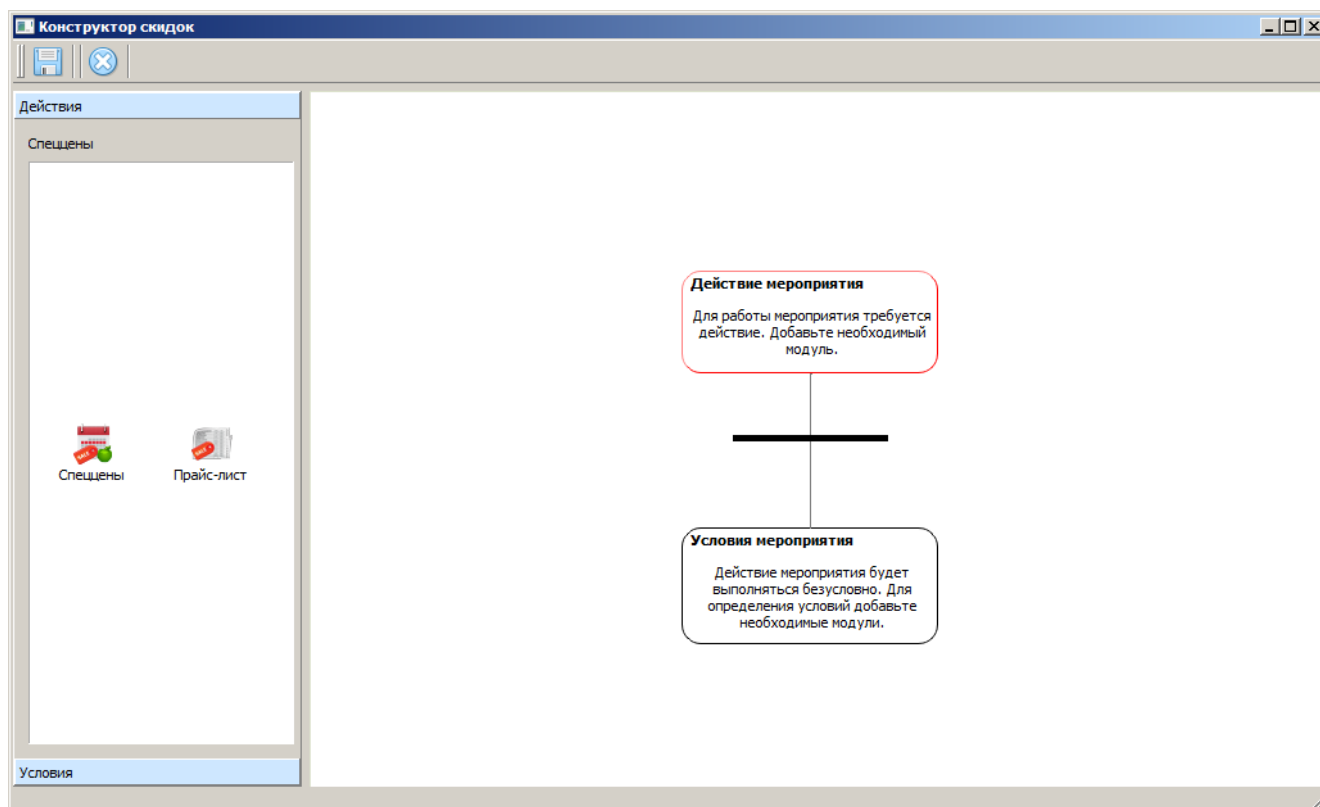 Конструктор скидок
Действия
Спеццены
Спеццены
Прайс-лист
Условия
Действие мероприятия
Для работы мероприятия требуется
действие. Добавьте необходимый
модуль.
Условия мероприятия
Действие мероприятия будет
выполняться безусловно. Для
определения условий добавьте
необходимые модули.